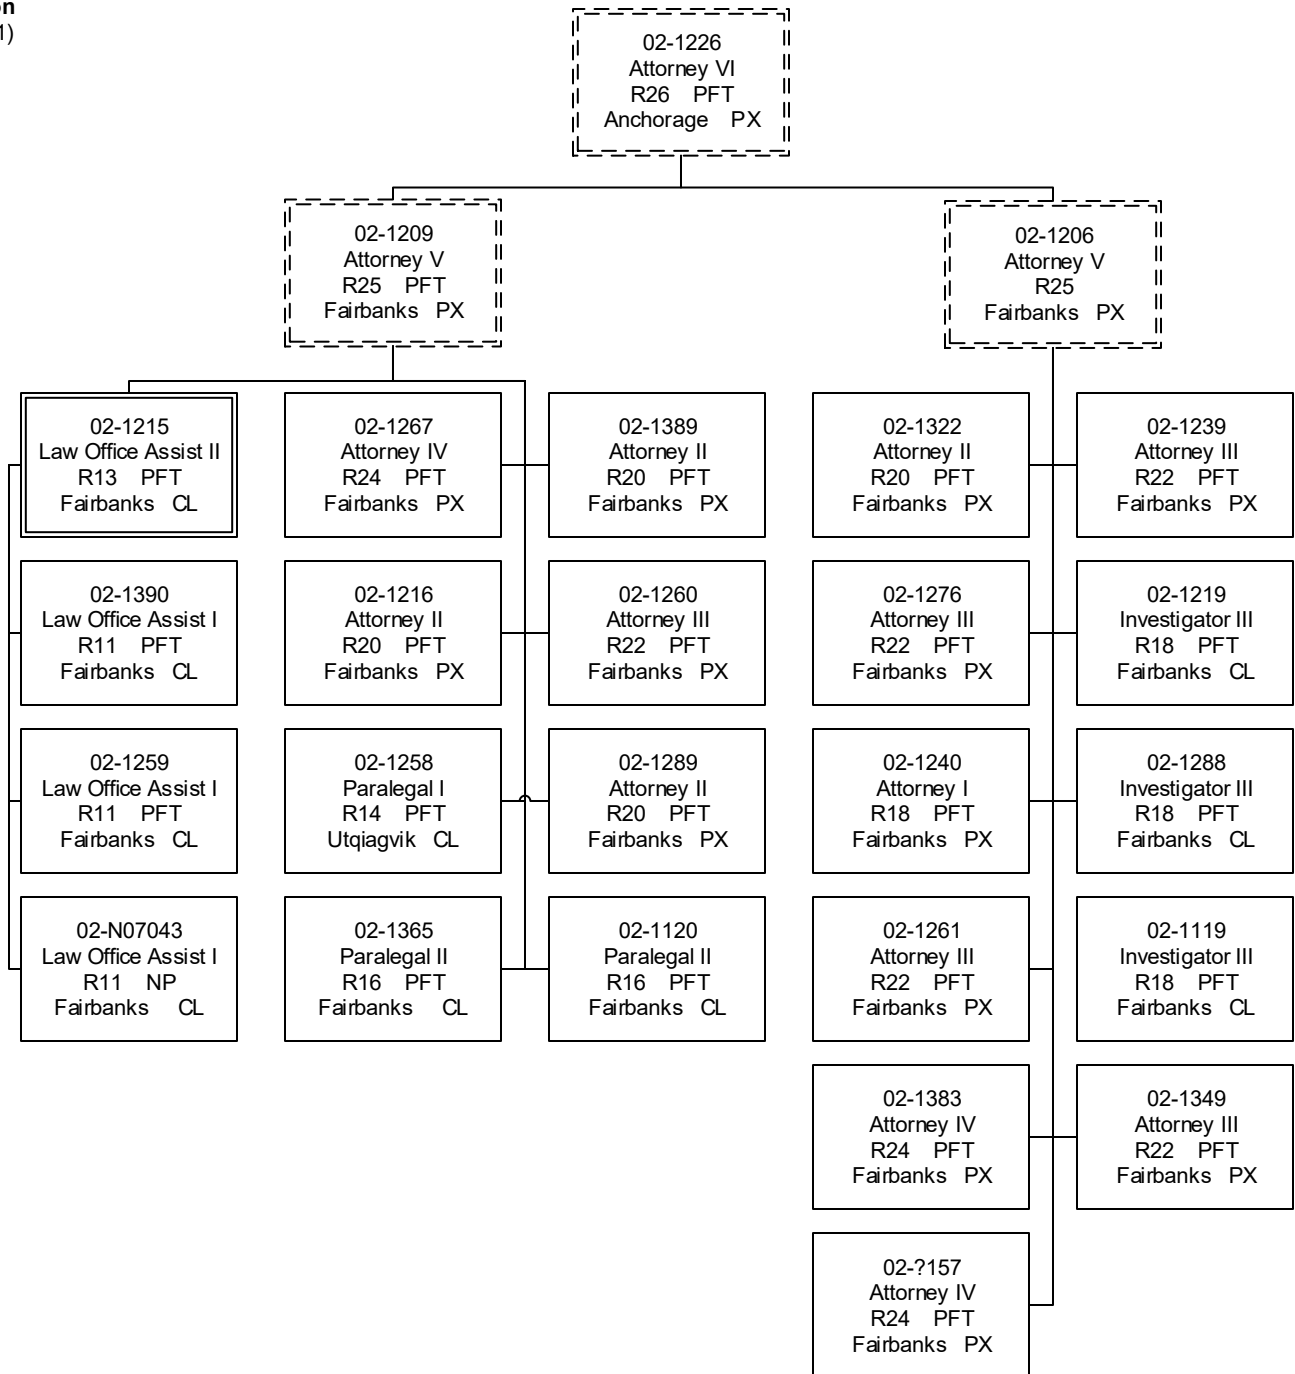 on
1)
02-1226
Attorney VI
R26 PFT
Anchorage PX
02-1209
Attorney V
R25 PFT
Fairbanks PX
02-1206
Attorney V
R25
Fairbanks PX
02-1215
Law Office Assist II
R13 PFT
Fairbanks CL
02-1267
Attorney IV
R24 PFT
Fairbanks PX
02-1389
Attorney II
R20 PFT
Fairbanks PX
02-1322
Attorney II
R20 PFT
Fairbanks PX
02-1239
Attorney III
R22 PFT
Fairbanks PX
02-1390
Law Office Assist I
R11 PFT
Fairbanks CL
02-1216
Attorney II
R20 PFT
Fairbanks PX
02-1260
Attorney III
R22 PFT
Fairbanks PX
02-1276
Attorney III
R22 PFT
Fairbanks PX
02-1219
Investigator III
R18 PFT
Fairbanks CL
02-1259
Law Office Assist I
R11 PFT
Fairbanks CL
02-1258
Paralegal I
R14 PFT
Utqiagvik CL
02-1289
Attorney II
R20 PFT
Fairbanks PX
02-1240
Attorney I
R18 PFT
Fairbanks PX
02-1288
Investigator III
R18 PFT
Fairbanks CL
02-N07043
Law Office Assist I
R11 NP
Fairbanks CL
02-1365
Paralegal II
R16 PFT
Fairbanks CL
02-1120
Paralegal II
R16 PFT
Fairbanks CL
02-1261
Attorney III
R22 PFT
Fairbanks PX
02-1119
Investigator III
R18 PFT
Fairbanks CL
02-1383
Attorney IV
R24 PFT
Fairbanks PX
02-1349
Attorney III
R22 PFT
Fairbanks PX
02-?157
Attorney IV
R24 PFT
Fairbanks PX